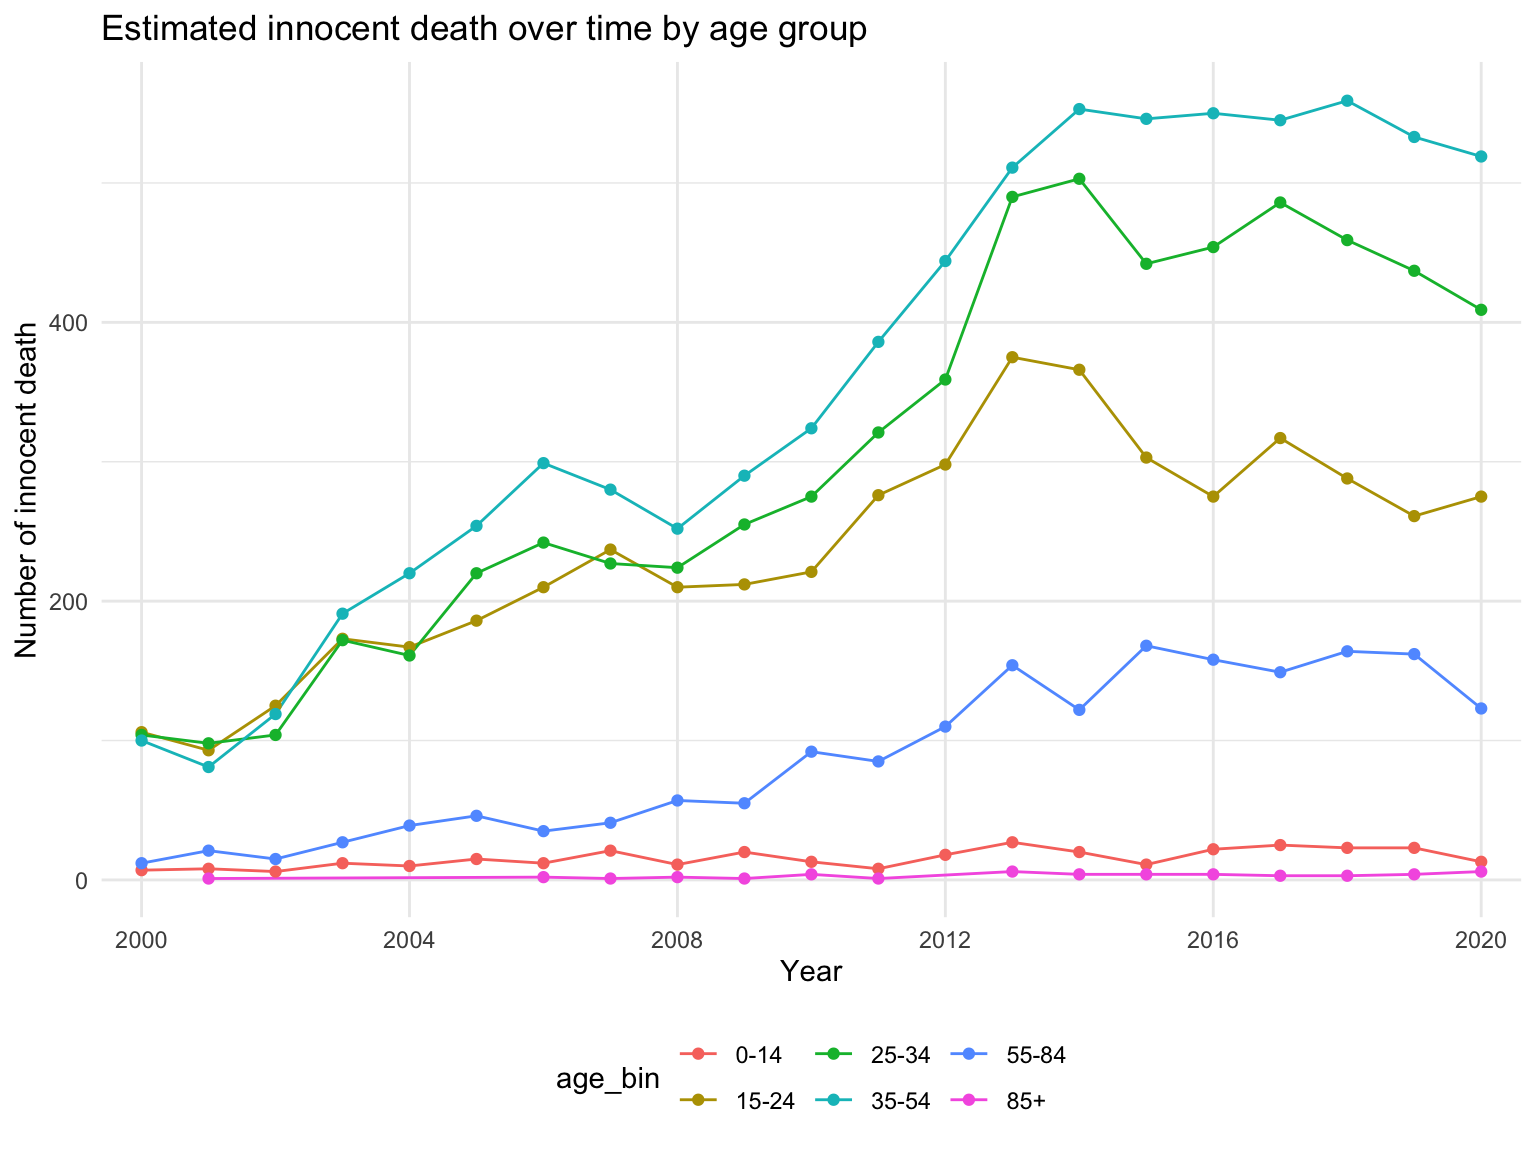 Estimated innocent death over time by age group
Number of innocent death
400
200
0
2000 2004 2008 2012 2016 2020
Year
age_bin
0-14 25-34 55-84
15-24 35-54 85+